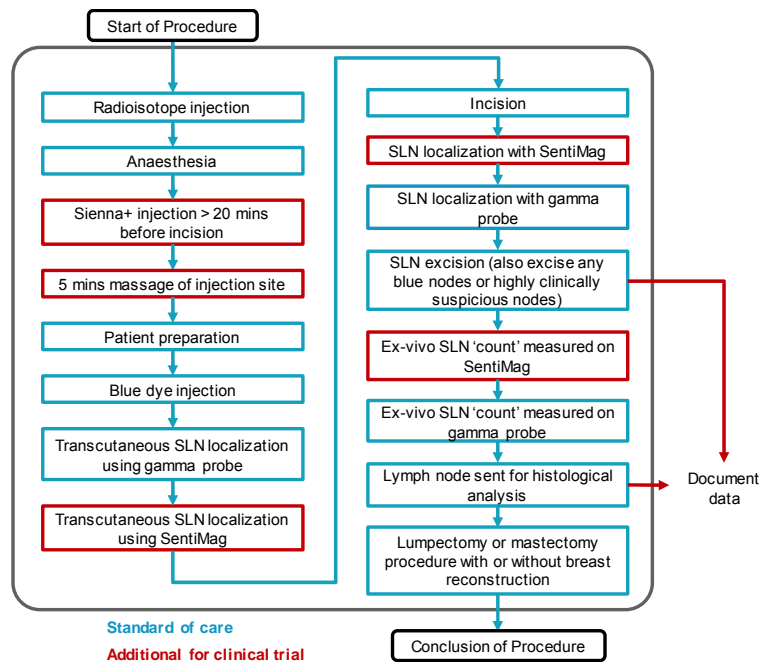 Start of Procedure
Radioisotope injection
Anaesthesia
Sienna+ injection > 20 mins
before incision
5 mins massage of injection site
Patient preparation
Blue dye injection
Transcutaneous SLN localization
using gamma probe
Transcutaneous SLN localization
using SentiMag
Incision
SLN localization with SentiMag
SLN localization with gamma
probe
SLN excision (also excise any
blue nodes or highly clinically
suspicious nodes)
Ex-vivo SLN ‘count’ measured on
SentiMag
Ex-vivo SLN ‘count’ measured on
gamma probe
Lymph node sent for histological
analysis
Lumpectomy or mastectomy
procedure with or without breast
reconstruction
Document
data
Conclusion of Procedure
Standard of care
Additional for clinical trial